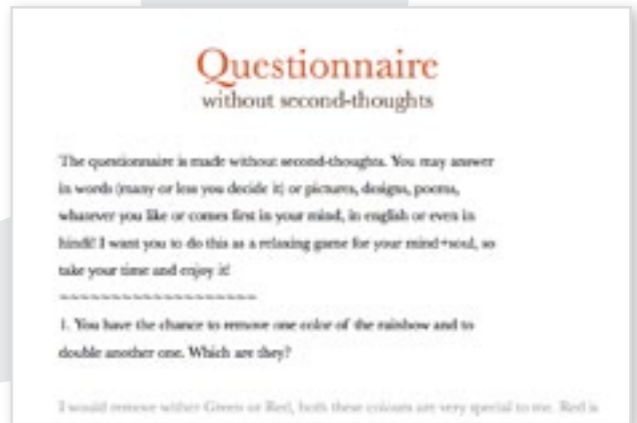 Questionnaire
without second-thoughts
The questionnaire is made without second-thoughts. You may answer
in words (many or less you decide it) or pictures, designs, poems,
whatever you like or comes first in your mind, in english or even in
hindi! I want you to do this as a relaxing game for your mind+soul, so
take your time and enjoy it!
~~~~~~~~~~~~~~~~~~~~
1. You have the chance to remove one color of the rainbow and to
double another one. Which are they?
I would remove wither Green or Red, both these colours are very special to me. Red is